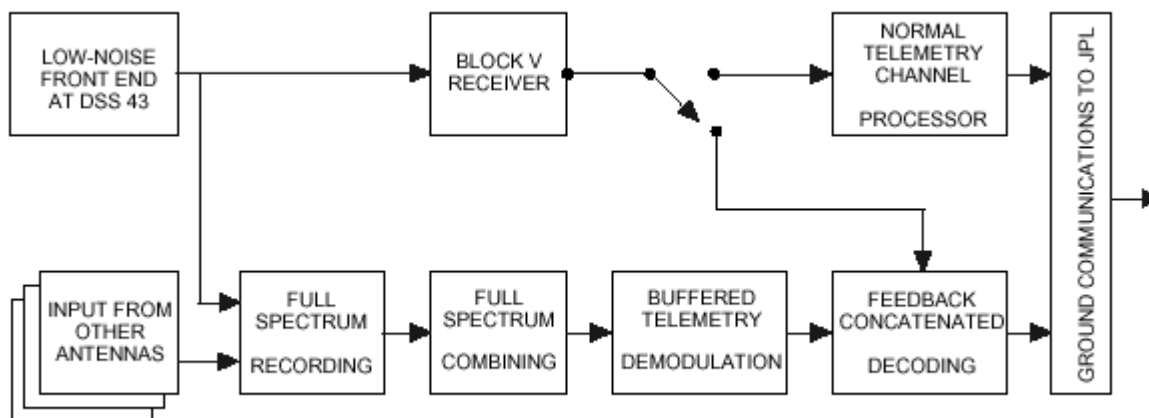 LOW-NOISE
FRONT END
AT DSS 43
BLOCK V
RECEIVER
NORMAL
TELEMETRY
CHANNEL
PROCESSOR
GROUND COMMUNICATIONS TO JPL
INPUT FROM
OTHER
ANTENNAS
FULL
SPECTRUM
RECORDING
FULL
SPECTRUM
COMBINING
BUFFERED
TELEMETRY
DEMODULATION
FEEDBACK
CONCATENATED
DECODING